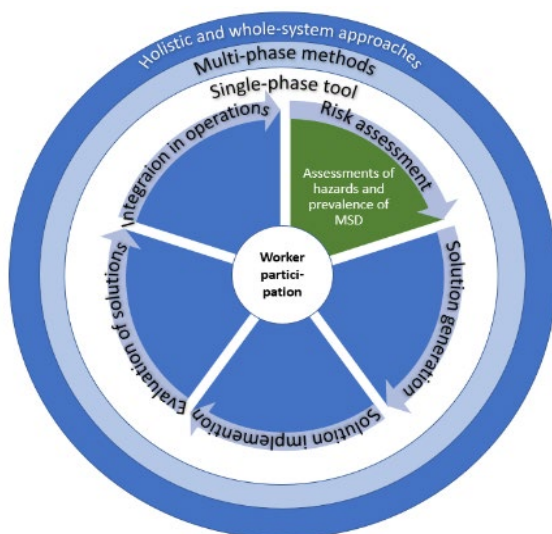 Holistic and whole-system approaches
Multi-phase methods
Single-phase tool
Risk assessment
Assessments of
hazards and
prevalence of
MSD
Solution generation
Solution implemention
Evaluation of solutions
Integraion in operations
Worker
partici-
pation